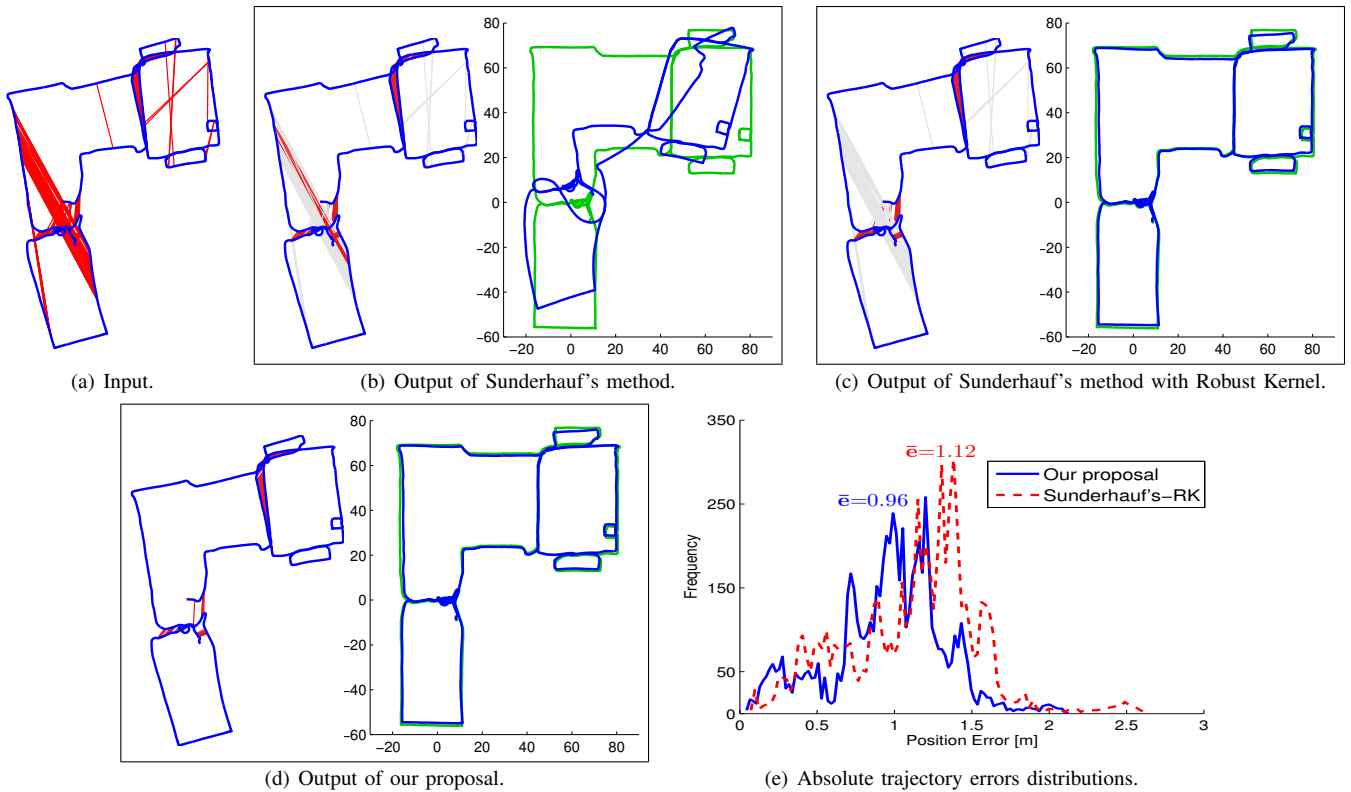 80
60
40
20
0
−20
−40
−60
−20 0 20 40 60 80
80
60
40
20
0
−20
−40
−60
−20 0 20 40 60 80
(a) Input.
(b) Output of Sunderhauf's method.
(c) Output of Sunderhauf's method with Robust Kernel.
80
60
40
20
0
−20
−40
−60
−20 0 20 40 60 80
350
250
150
50
0
Frequency
ē=1.12
ē=0.96
Our proposal
Sunderhauf's−RK
0 0.5 1 1.5 2 2.5 3
Position Error [m]
(d) Output of our proposal.
(e) Absolute trajectory errors distributions.